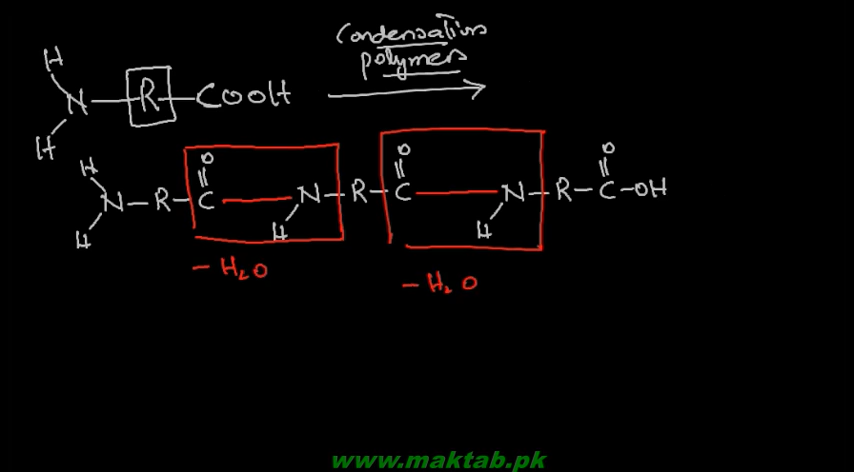 Condensation
polymers
H
N—R—COOH
H
H O O O
N—R—C—N—R—C—N—R—C—OH
H H H
- H₂O
- H₂O
www.maktab.pk